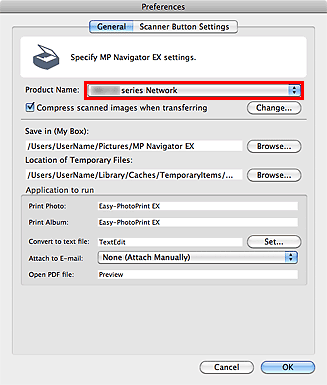 Preferences
General Scanner Button Settings
Specify MP Navigator EX settings.
Product Name: series Network
Compress scanned images when transferring Change...
Save in (My Box):
/Users/UserName/Pictures/MP Navigator EX Browse...
Location of Temporary Files:
/Users/UserName/Library/Caches/TemporaryItems/... Browse...
Application to run
Print Photo: Easy-PhotoPrint EX
Print Album: Easy-PhotoPrint EX
Convert to text file: TextEdit Set...
Attach to E-mail: None (Attach Manually)
Open PDF file: Preview
Cancel OK